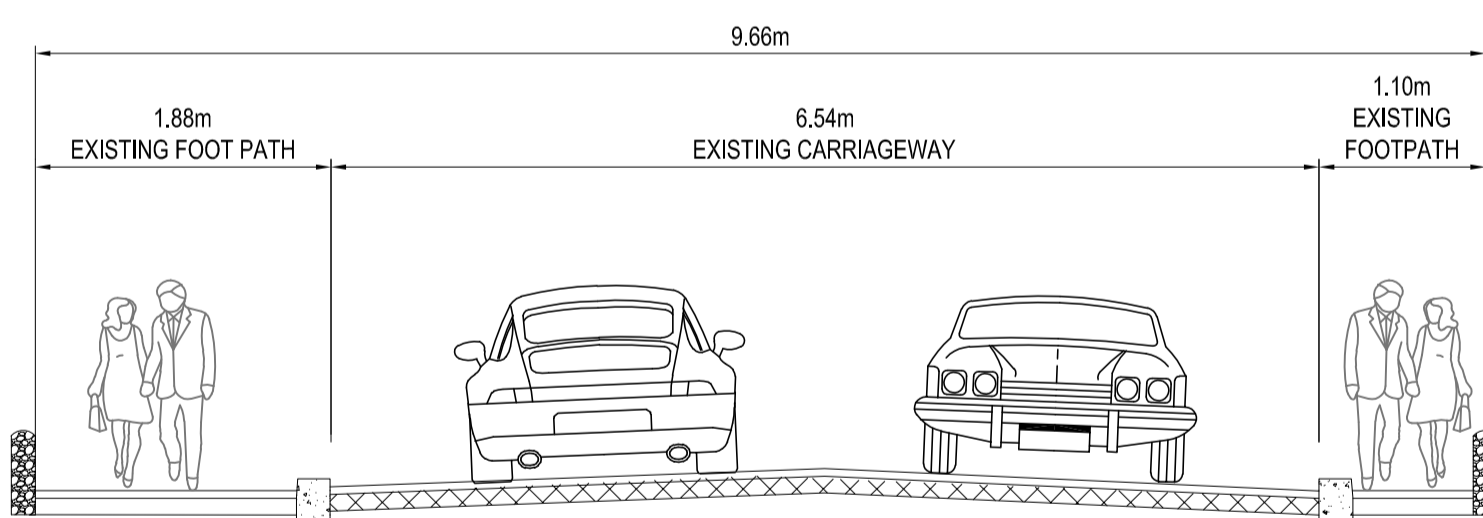 9.66m
1.88m
EXISTING FOOT PATH
6.54m
EXISTING CARRIAGEWAY
1.10m
EXISTING
FOOTPATH